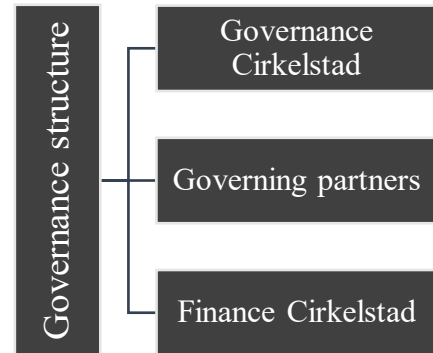 Governance structure
Governance
Cirkelstad
Governing partners
Finance Cirkelstad